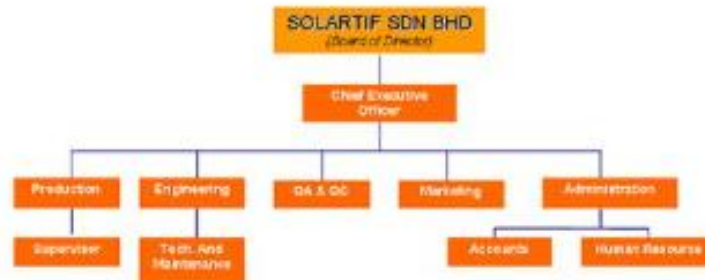 SOLARTIF SDN BHD
(Board of Director)
Chief Executive
Officer
Production
Engineering
QA & QC
Marketing
Administration
Supervisor
Tech. And
Maintenance
Accounts
Human Resource